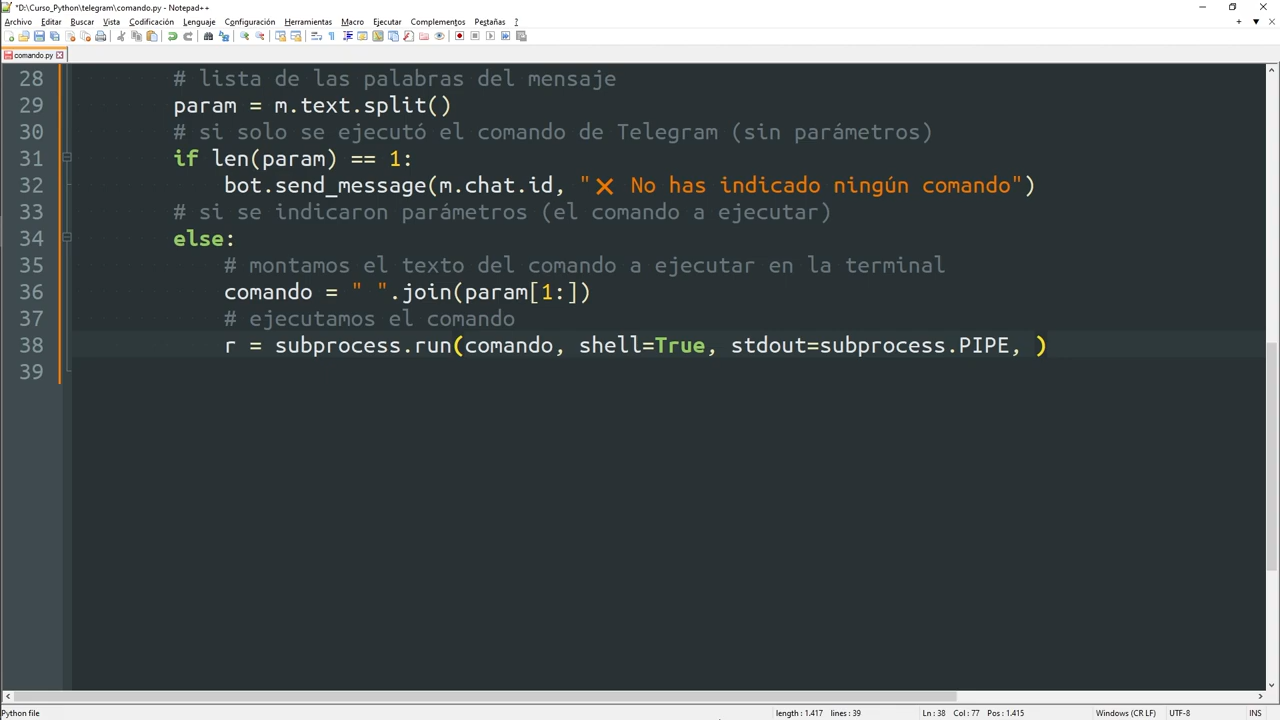 *D:\Curso_Python\telegram\comando.py - Notepad++
Archivo Editar Buscar Vista Codificación Lenguaje Configuración Herramientas Macro Ejecutar Complementos Pestañas ?
comando.py
28 # lista de las palabras del mensaje
29 param = m.text.split()
30 # si solo se ejecutó el comando de Telegram (sin parámetros)
31 if len(param) == 1:
32 bot.send_message(m.chat.id, "❌ No has indicado ningún comando")
33 # si se indicaron parámetros (el comando a ejecutar)
34 else:
35 # montamos el texto del comando a ejecutar en la terminal
36 comando = " ".join(param[1:])
37 # ejecutamos el comando
38 r = subprocess.run(comando, shell=True, stdout=subprocess.PIPE, )
39
Python file length : 1.417 lines : 39 Ln : 38 Col : 77 Pos : 1.415 Windows (CR LF) UTF-8 INS